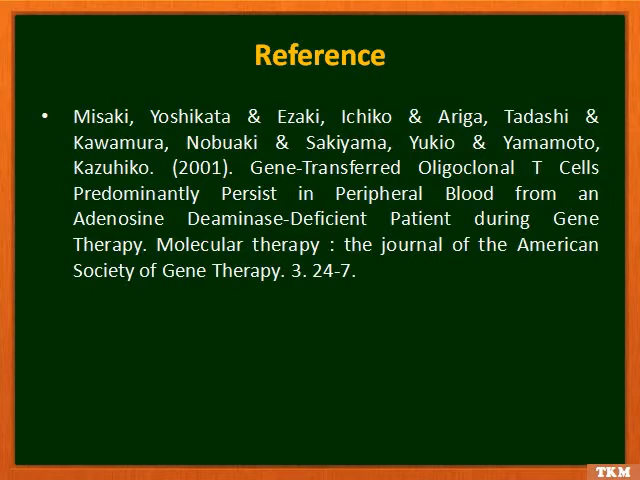 Reference
• Misaki, Yoshikata & Ezaki, Ichiko & Ariga, Tadashi &
Kawamura, Nobuaki & Sakiyama, Yukio & Yamamoto,
Kazuhiko. (2001). Gene-Transferred Oligoclonal T Cells
Predominantly Persist in Peripheral Blood from an
Adenosine Deaminase-Deficient Patient during Gene
Therapy. Molecular therapy : the journal of the American
Society of Gene Therapy. 3. 24-7.
TKM